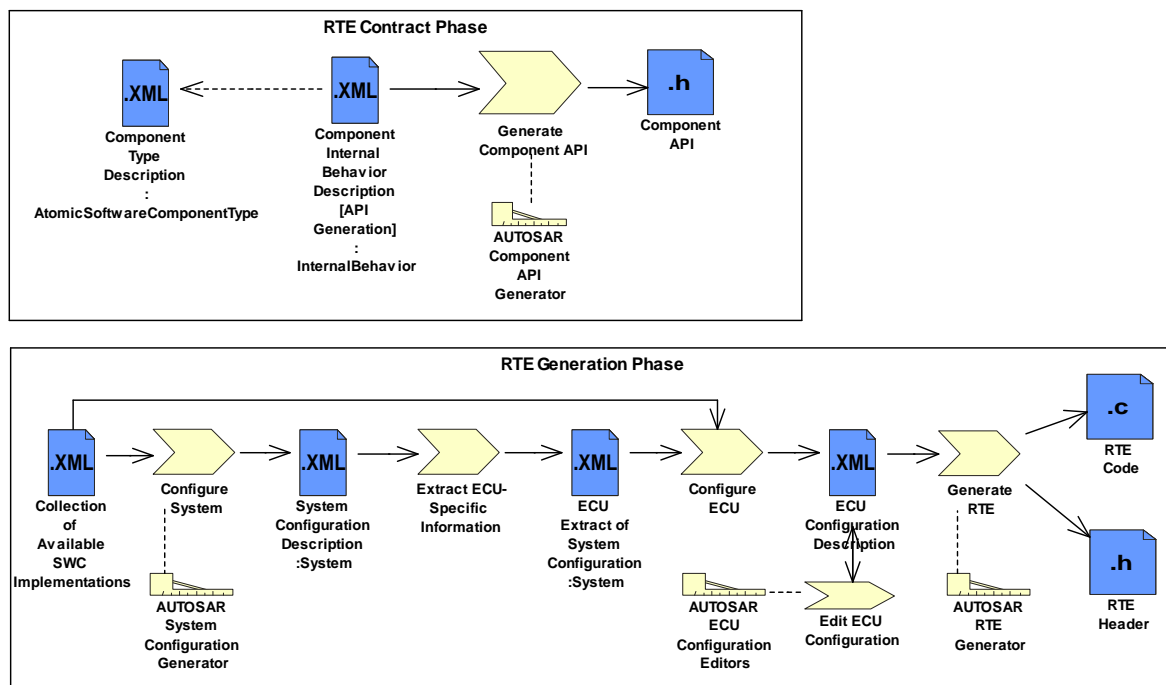 RTE Contract Phase
.XML
Component
Type
Description
:
AtomicSoftwareComponentType
.XML
Component
Internal
Behavior
Description
[API
Generation]
:
InternalBehavior
Generate
Component API
AUTOSAR
Component
API
Generator
.h
Component
API
RTE Generation Phase
.XML
Collection
of
Available
SWC
Implementations
Configure
System
AUTOSAR
System
Configuration
Generator
.XML
System
Configuration
Description
:System
Extract ECU-
Specific
Information
.XML
ECU
Extract of
System
Configuration
:System
Configure
ECU
AUTOSAR
ECU
Configuration
Editors
.XML
ECU
Configuration
Description
Edit ECU
Configuration
Generate
RTE
AUTOSAR
RTE
Generator
.c
RTE
Code
.h
RTE
Header